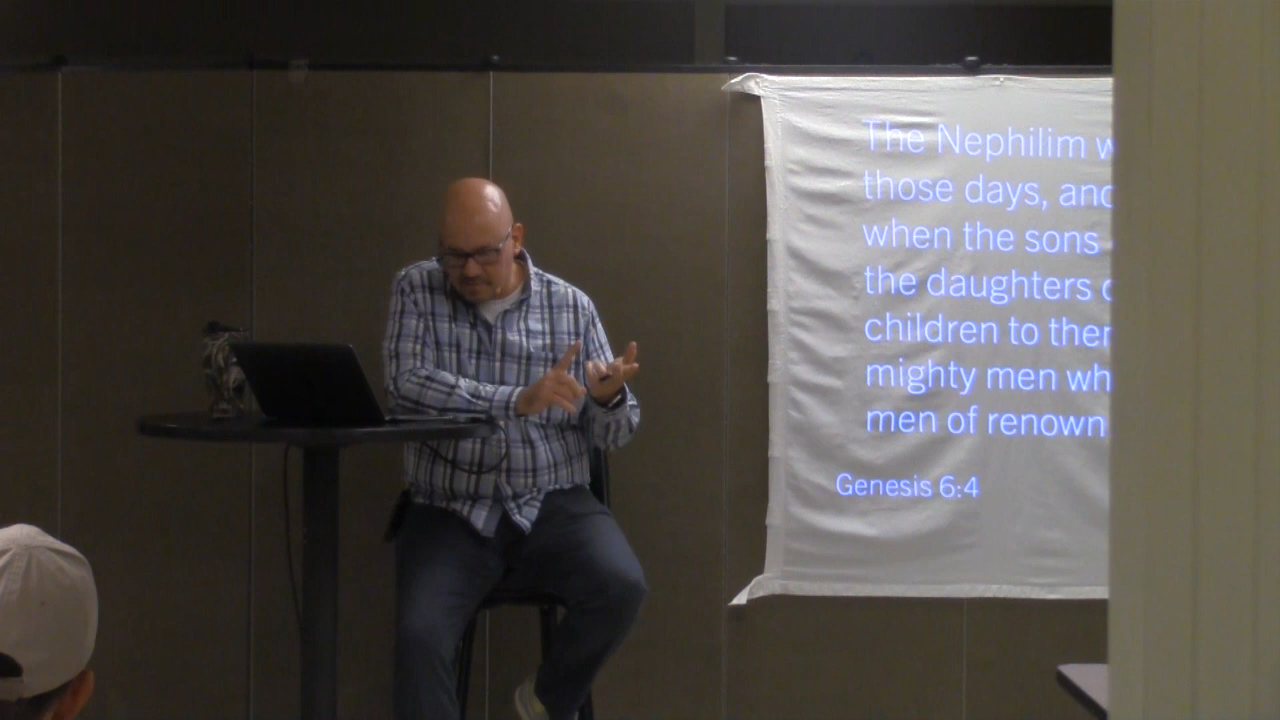 The Nephilim w
those days, and
when the sons
the daughters o
children to ther
mighty men wh
men of renown
Genesis 6:4